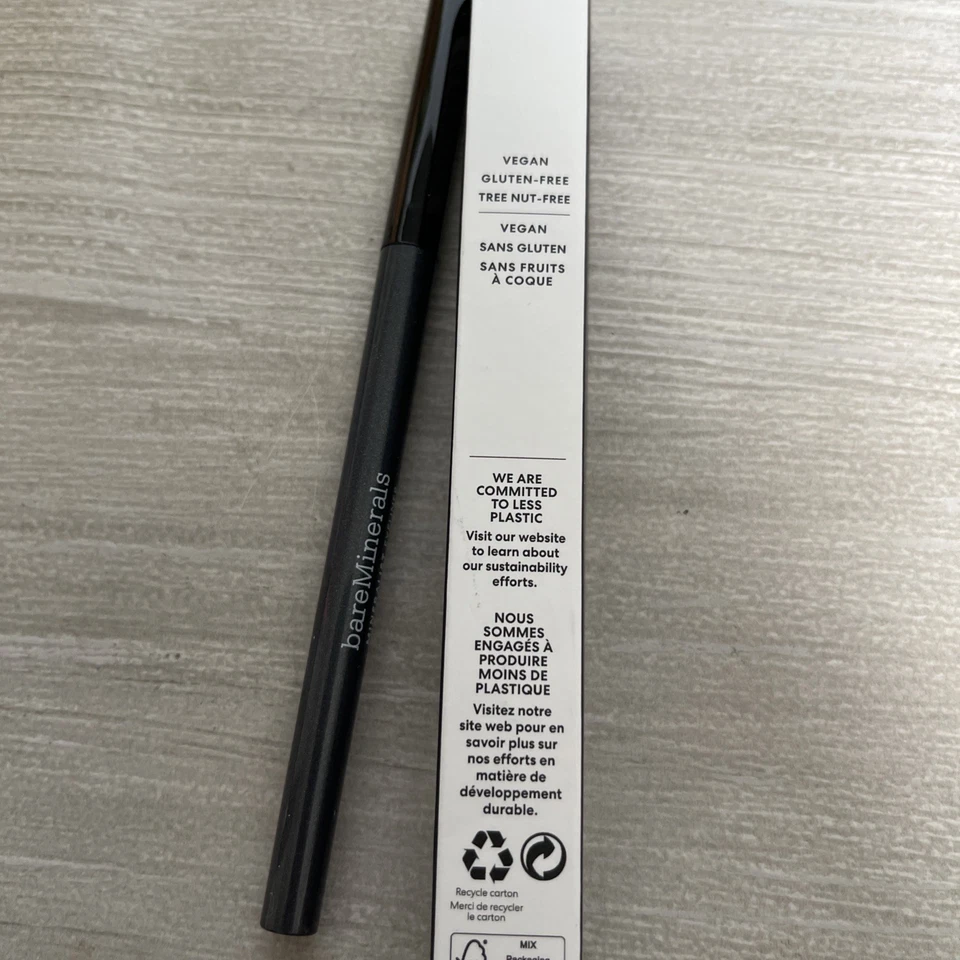 bareMinerals
VEGAN
GLUTEN-FREE
TREE NUT-FREE
VEGAN
SANS GLUTEN
SANS FRUITS
À COQUE
WE ARE
COMMITTED
TO LESS
PLASTIC
Visit our website
to learn about
our sustainability
efforts.
NOUS
SOMMES
ENGAGÉS À
PRODUIRE
MOINS DE
PLASTIQUE
Visitez notre
site web pour en
savoir plus sur
nos efforts en
matière de
développement
durable.
Recycle carton
Merci de recycler
le carton
MIX
Packaging